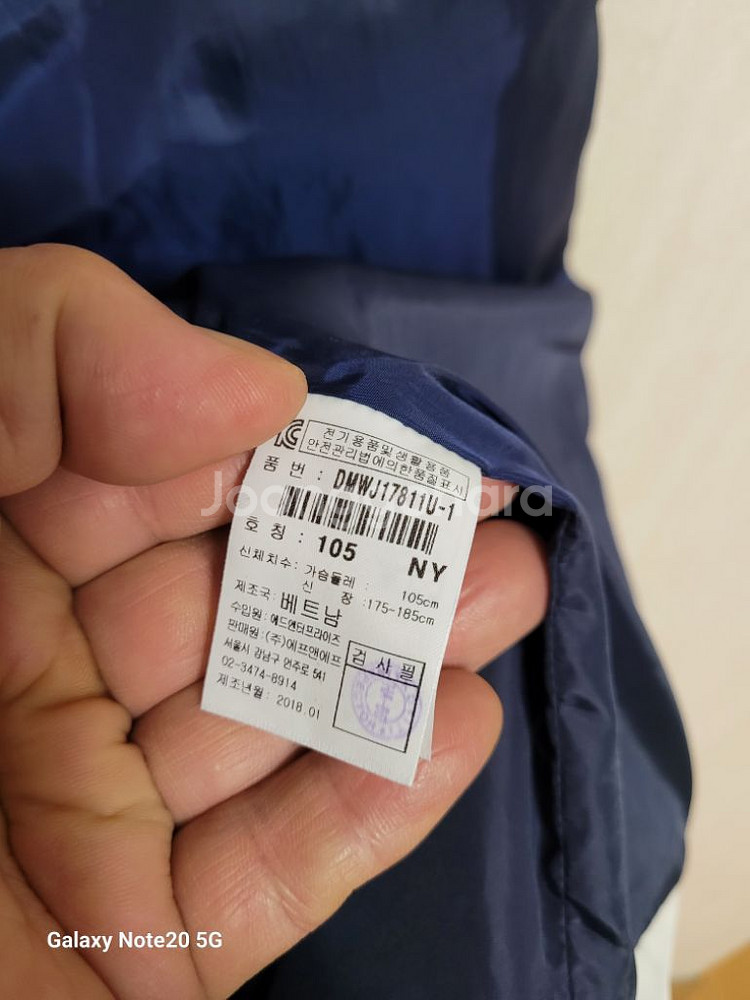 전기용품및생활용품
안전관리법에의한품질표시
품 번 : DMWJ17811U-1
호 칭 : 105 NY
신체치수: 가슴둘레 : 105cm
신 장 :175-185cm
제조국: 베트남
수입원: 에드엔터프라이즈
판매원: (주)에프앤에프
서울시 강남구 언주로 541
02-3474-8914
제조년월: 2018.01
검 사 필
Galaxy Note20 5G